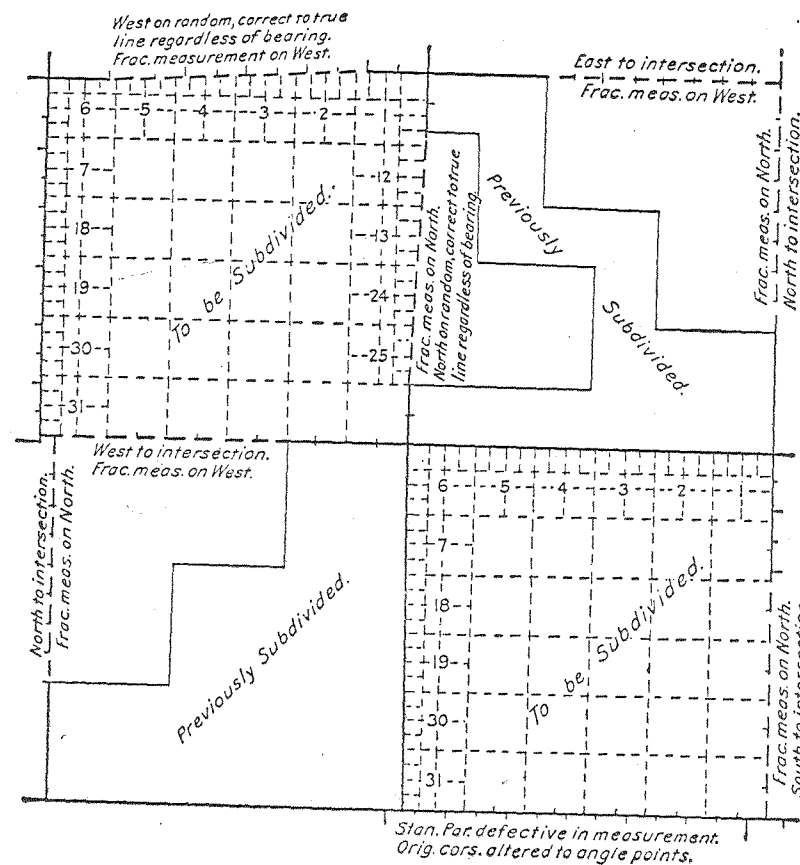 West on random, correct to true
line regardless of bearing.
Frac. measurement on West.
East to intersection.
Frac. meas. on West.
6 5 4 3 2
7
18
19
30
31
12
13
24
25
To be Subdivided.
Frac. meas. on North.
North on random, correct to true
line regardless of bearing.
Previously
Subdivided.
Frac. meas. on North.
North to intersection.
West to intersection.
Frac. meas. on West.
North to intersection.
Frac. meas. on North.
Previously Subdivided.
6 5 4 3 2
7
18
19
30
31
To be Subdivided.
Frac. meas. on North.
South to intersection
Stan. Par. defective in measurement.
Orig. cors. altered to angle points.